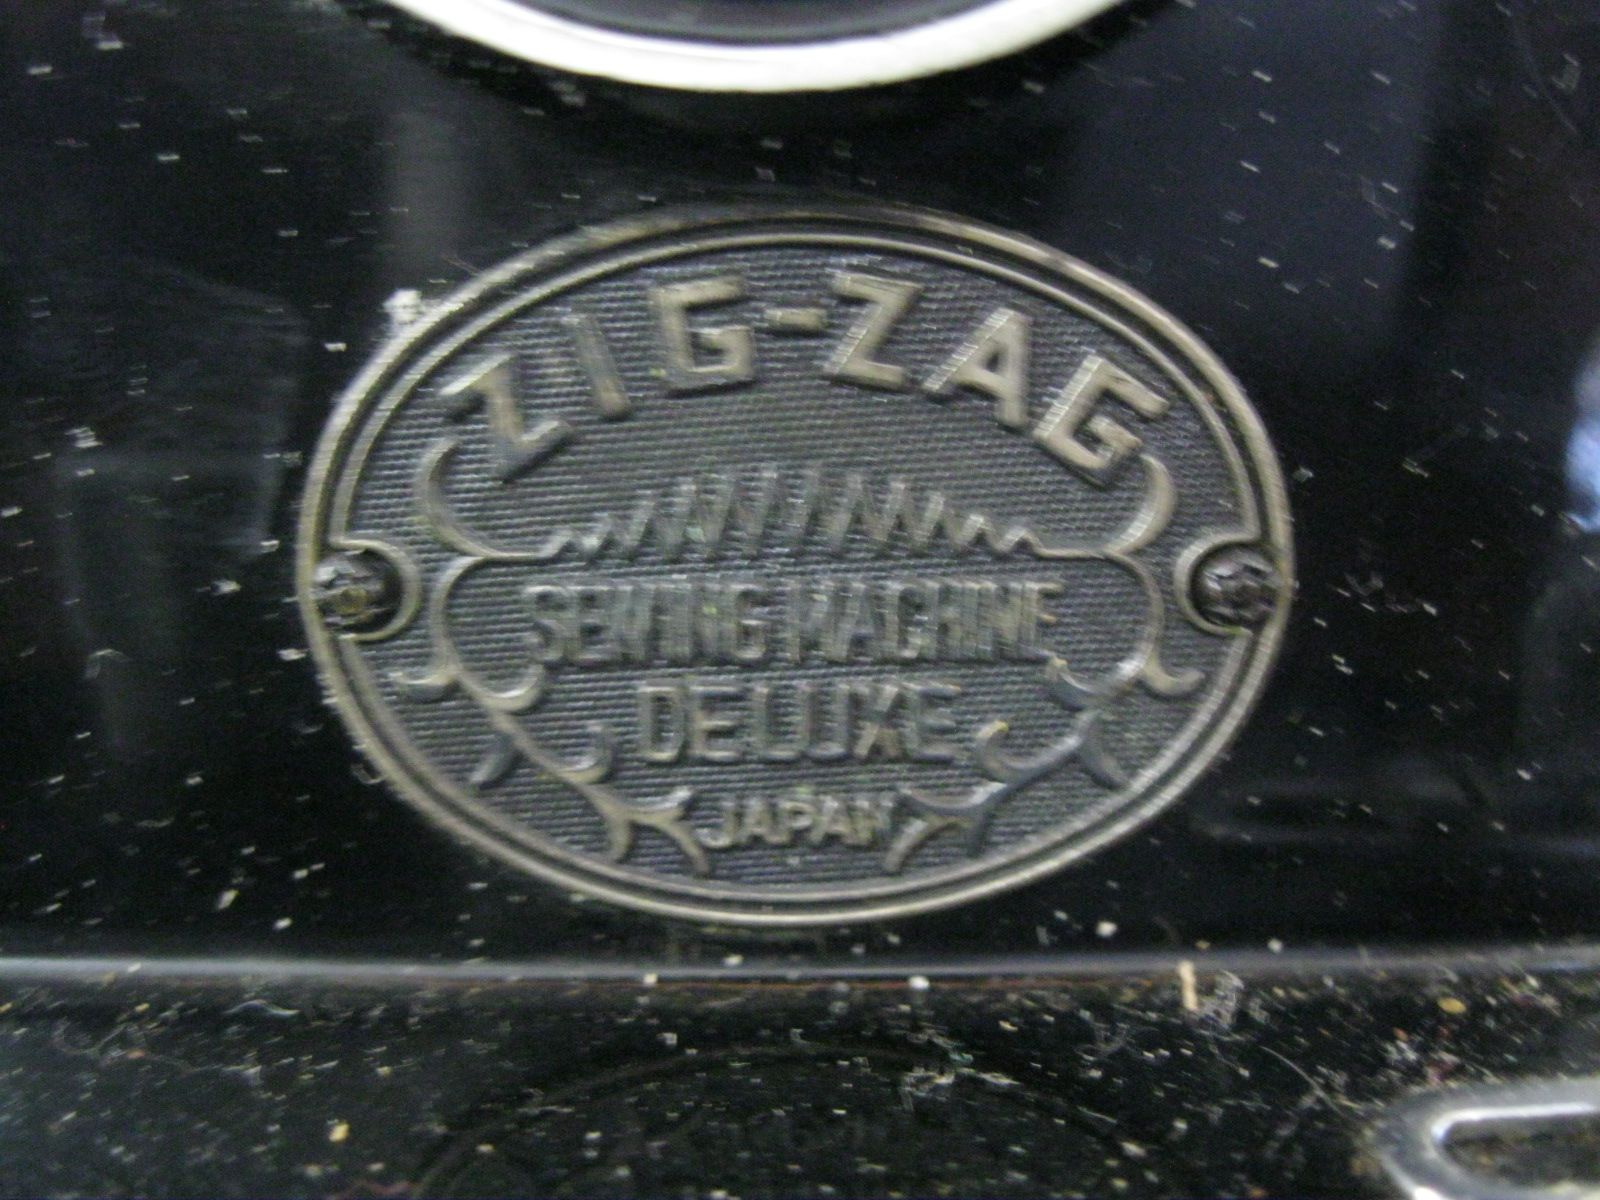 ZIG-ZAG
SEWING MACHINE
DELUXE
JAPAN